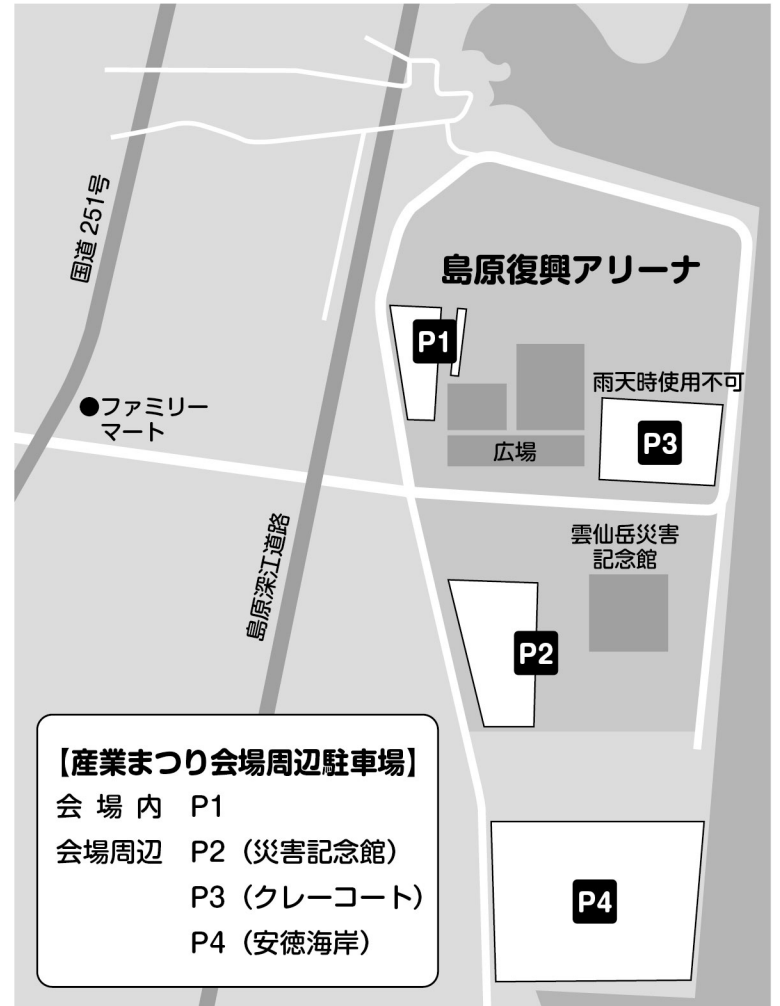 国道 251号
島原復興アリーナ
P1
雨天時使用不可
P3
●ファミリー
マート
広場
島原深江道路
雲仙岳災害
記念館
P2
【産業まつり会場周辺駐車場】
会 場 内 P1
会場周辺 P2（災害記念館）
P3（クレーコート）
P4（安徳海岸）
P4